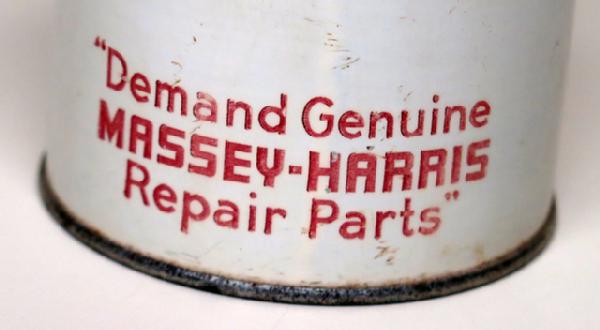 "Demand Genuine
MASSEY-HARRIS
Repair Parts"